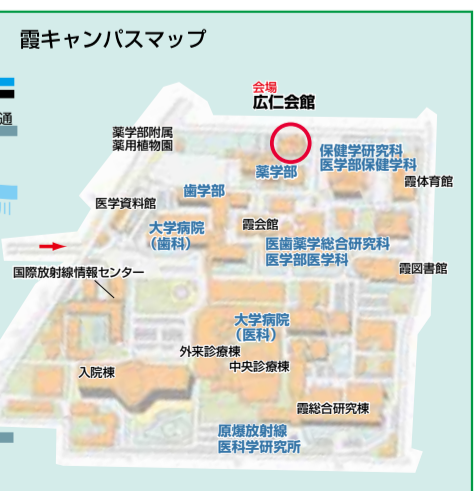 霞キャンパスマップ
会場
広仁会館
通
薬学部附属
薬用植物園
保健学研究科
医学部保健学科
薬学部
霞体育館
歯学部
医学資料館
大学病院
（歯科）
霞会館
医歯薬学総合研究科
医学部医学科
川
霞図書館
国際放射線情報センター
大学病院
（医科）
外来診療棟
中央診療棟
入院棟
霞総合研究棟
原爆放射線
医科学研究所